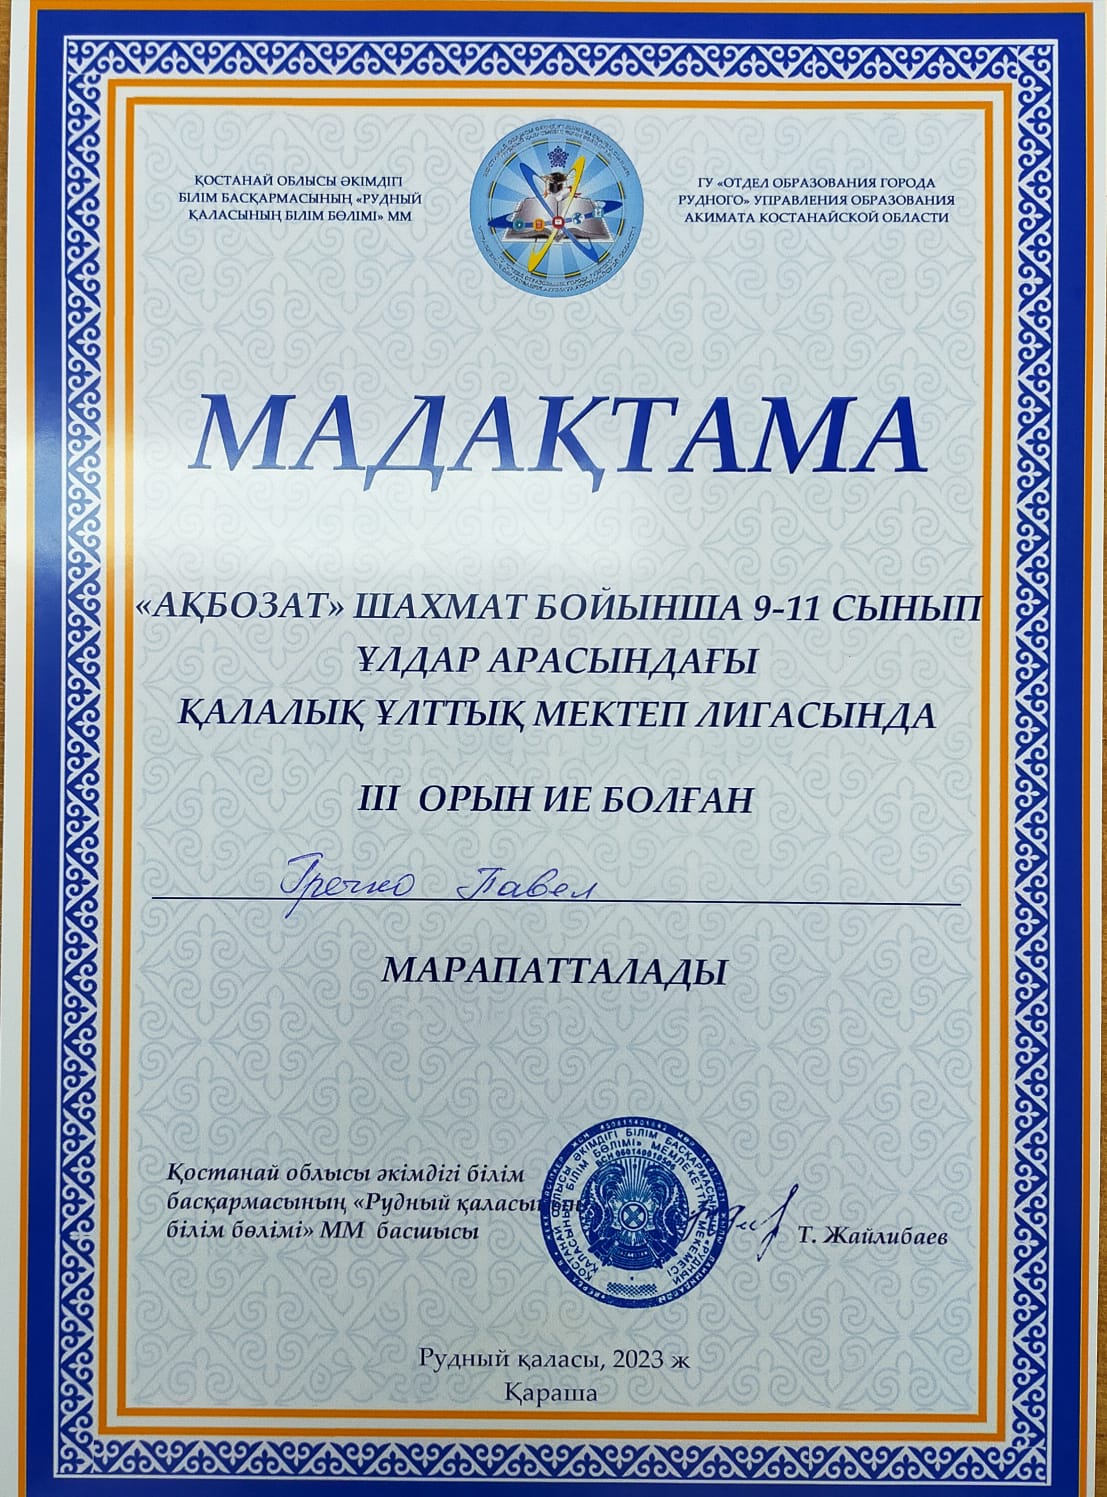 ҚОСТАНАЙ ОБЛЫСЫ ӘКІМДІГІ
БІЛІМ БАСҚАРМАСЫНЫҢ «РУДНЫЙ
ҚАЛАСЫНЫҢ БІЛІМ БӨЛІМІ» ММ
ГУ «ОТДЕЛ ОБРАЗОВАНИЯ ГОРОДА
РУДНОГО» УПРАВЛЕНИЯ ОБРАЗОВАНИЯ
АКИМАТА КОСТАНАЙСКОЙ ОБЛАСТИ
МАДАҚТАМА
«АҚБОЗАТ» ШАХМАТ БОЙЫНША 9-11 СЫНЫП
ҰЛДАР АРАСЫНДАҒЫ
ҚАЛАЛЫҚ ҰЛТТЫҚ МЕКТЕП ЛИГАСЫНДА
III ОРЫН ИЕ БОЛҒАН
Гречко Павел
МАРАПАТТАЛАДЫ
Қостанай облысы әкімдігі білім
басқармасының «Рудный қаласының
білім бөлімі» ММ басшысы
Т. Жайлибаев
Рудный қаласы, 2023 ж
Қараша